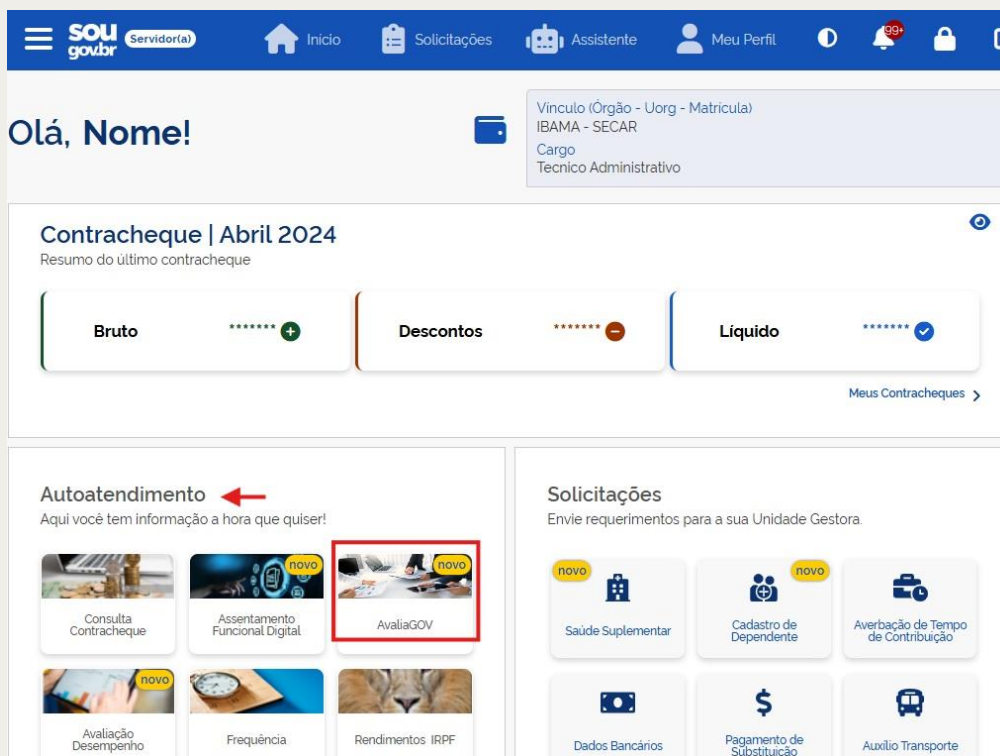 sou
gov.br
Servidor(a)
Início
Solicitações
Assistente
Meu Perfil
99+
Olá, Nome!
Vínculo (Órgão - Uorg - Matrícula)
IBAMA - SECAR
Cargo
Tecnico Administrativo
Contracheque | Abril 2024
Resumo do último contracheque
Bruto *******
Descontos *******
Líquido *******
Meus Contracheques
Autoatendimento
Aqui você tem informação a hora que quiser!
Consulta
Contracheque
novo
Assentamento
Funcional Digital
novo
AvaliaGOV
novo
Avaliação
Desempenho
Frequência
Rendimentos IRPF
Solicitações
Envie requerimentos para a sua Unidade Gestora.
novo
Saúde Suplementar
novo
Cadastro de
Dependente
Averbação de Tempo
de Contribuição
Dados Bancários
Pagamento de
Substituição
Auxílio Transporte